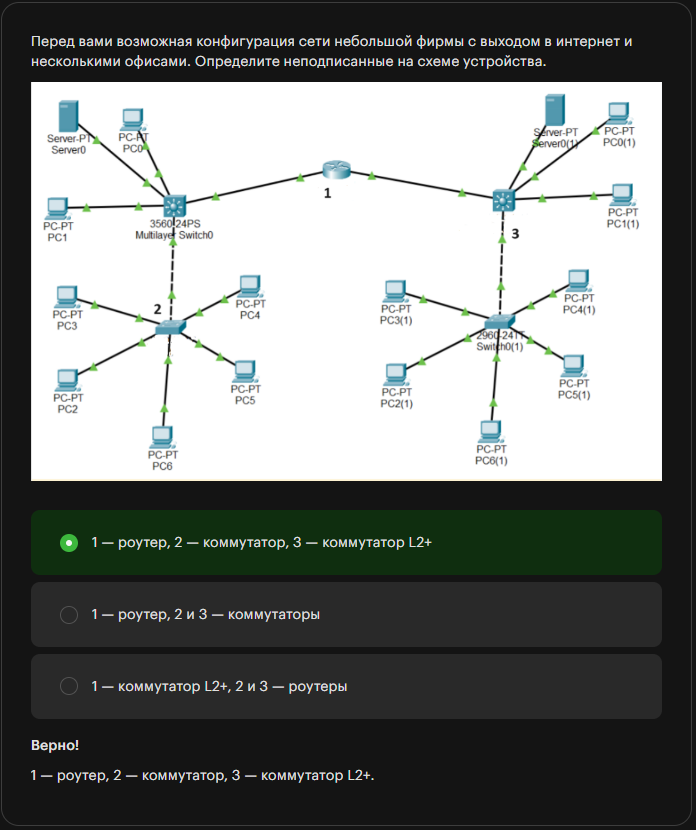 Перед вами возможная конфигурация сети небольшой фирмы с выходом в интернет и
несколькими офисами. Определите неподписанные на схеме устройства.
Server-PT
Server0
PC-PT
PC0
Server-PT
Server0(1)
PC-PT
PC0(1)
1
PC-PT
PC1
3560-24PS
Multilayer Switch0
PC-PT
PC1(1)
3
2
PC-PT
PC3
PC-PT
PC4
PC-PT
PC3(1)
PC-PT
PC4(1)
2960-24TT
Switch0(1)
PC-PT
PC2
PC-PT
PC5
PC-PT
PC2(1)
PC-PT
PC5(1)
PC-PT
PC6
PC-PT
PC6(1)
1 — роутер, 2 — коммутатор, 3 — коммутатор L2+
1 — роутер, 2 и 3 — коммутаторы
1 — коммутатор L2+, 2 и 3 — роутеры
Верно!
1 — роутер, 2 — коммутатор, 3 — коммутатор L2+.